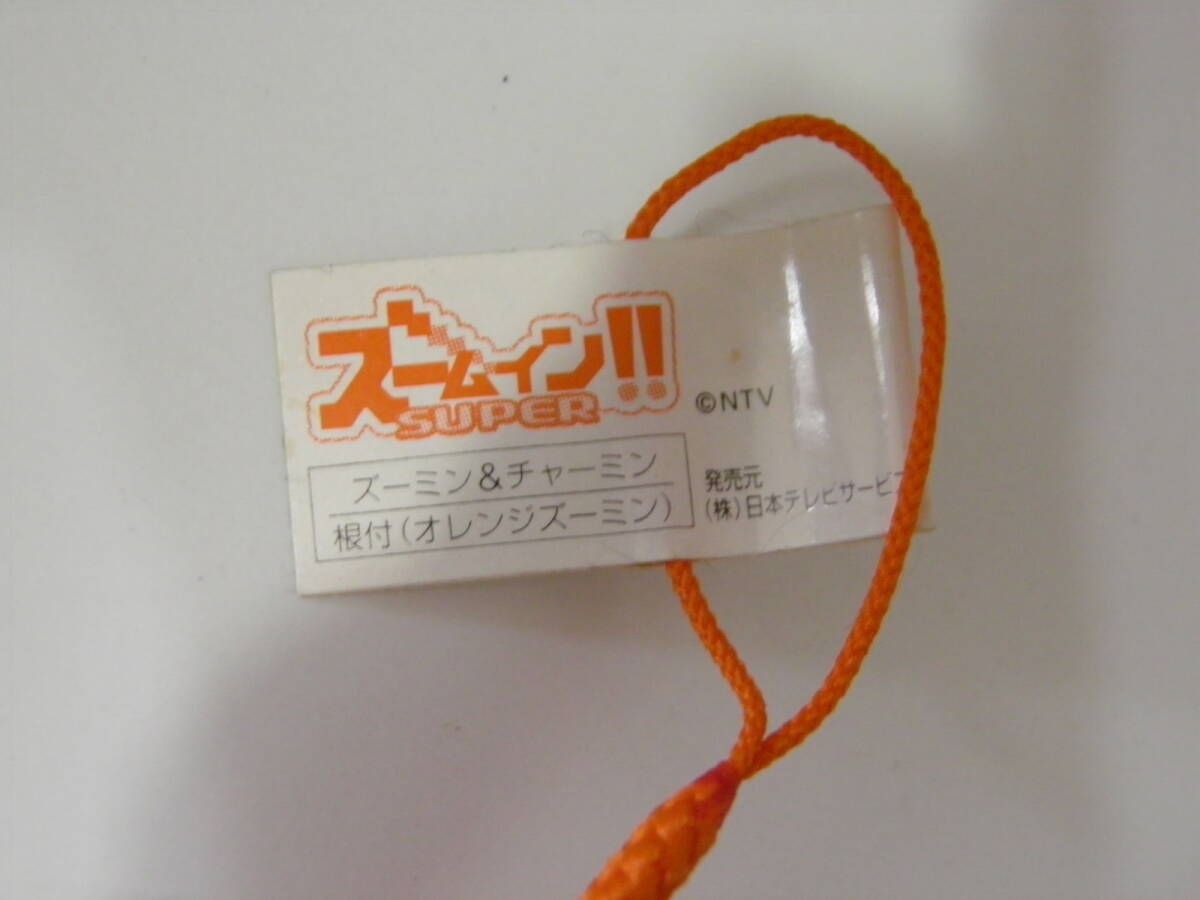 ズームイン!!
SUPER
©NTV
ズーミン&チャーミン
根付(オレンジズーミン)
発売元
(株)日本テレビサービ